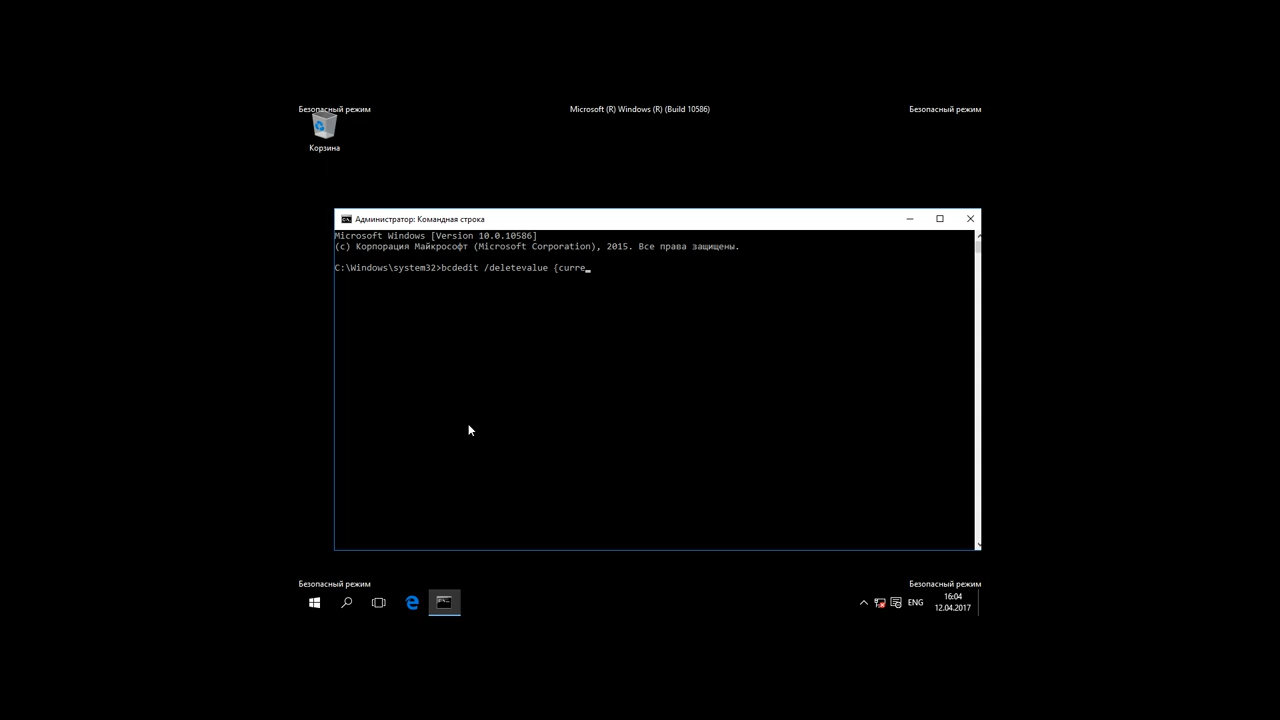 Безопасный режим
Microsoft (R) Windows (R) (Build 10586)
Безопасный режим
Корзина
Администратор: Командная строка
Microsoft Windows [Version 10.0.10586]
(c) Корпорация Майкрософт (Microsoft Corporation), 2015. Все права защищены.
C:\Windows\system32>bcdedit /deletevalue {curre_
Безопасный режим
Безопасный режим
ENG
16:04
12.04.2017